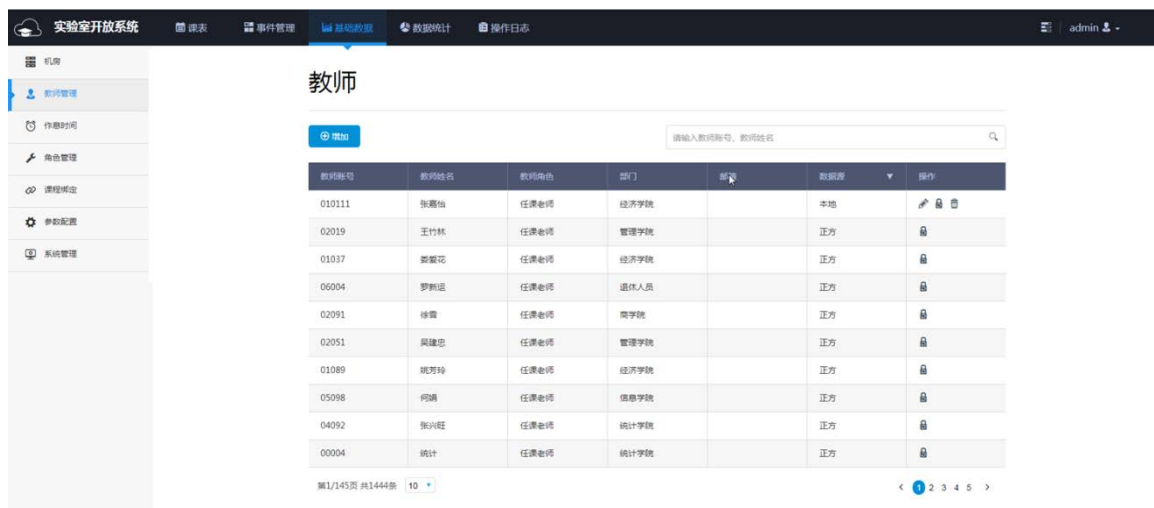 实验室开放系统 课表 事件管理 基础数据 数据统计 操作日志 admin
机房
教师管理
作息时间
角色管理
课程绑定
参数配置
系统管理
教师
增加 请输入教师账号、教师姓名
教师账号 教师姓名 教师角色 部门 数据源 操作
010111 张嘉怡 任课老师 经济学院 本地
02019 王竹林 任课老师 管理学院 正方
01037 娄爱花 任课老师 经济学院 正方
06004 罗新运 任课老师 退休人员 正方
02091 徐雪 任课老师 商学院 正方
02051 吴建忠 任课老师 管理学院 正方
01089 姚芳玲 任课老师 经济学院 正方
05098 何娟 任课老师 信息学院 正方
04092 张兴旺 任课老师 统计学院 正方
00004 统计 任课老师 统计学院 正方
第1/145页 共1444条 10 1 2 3 4 5